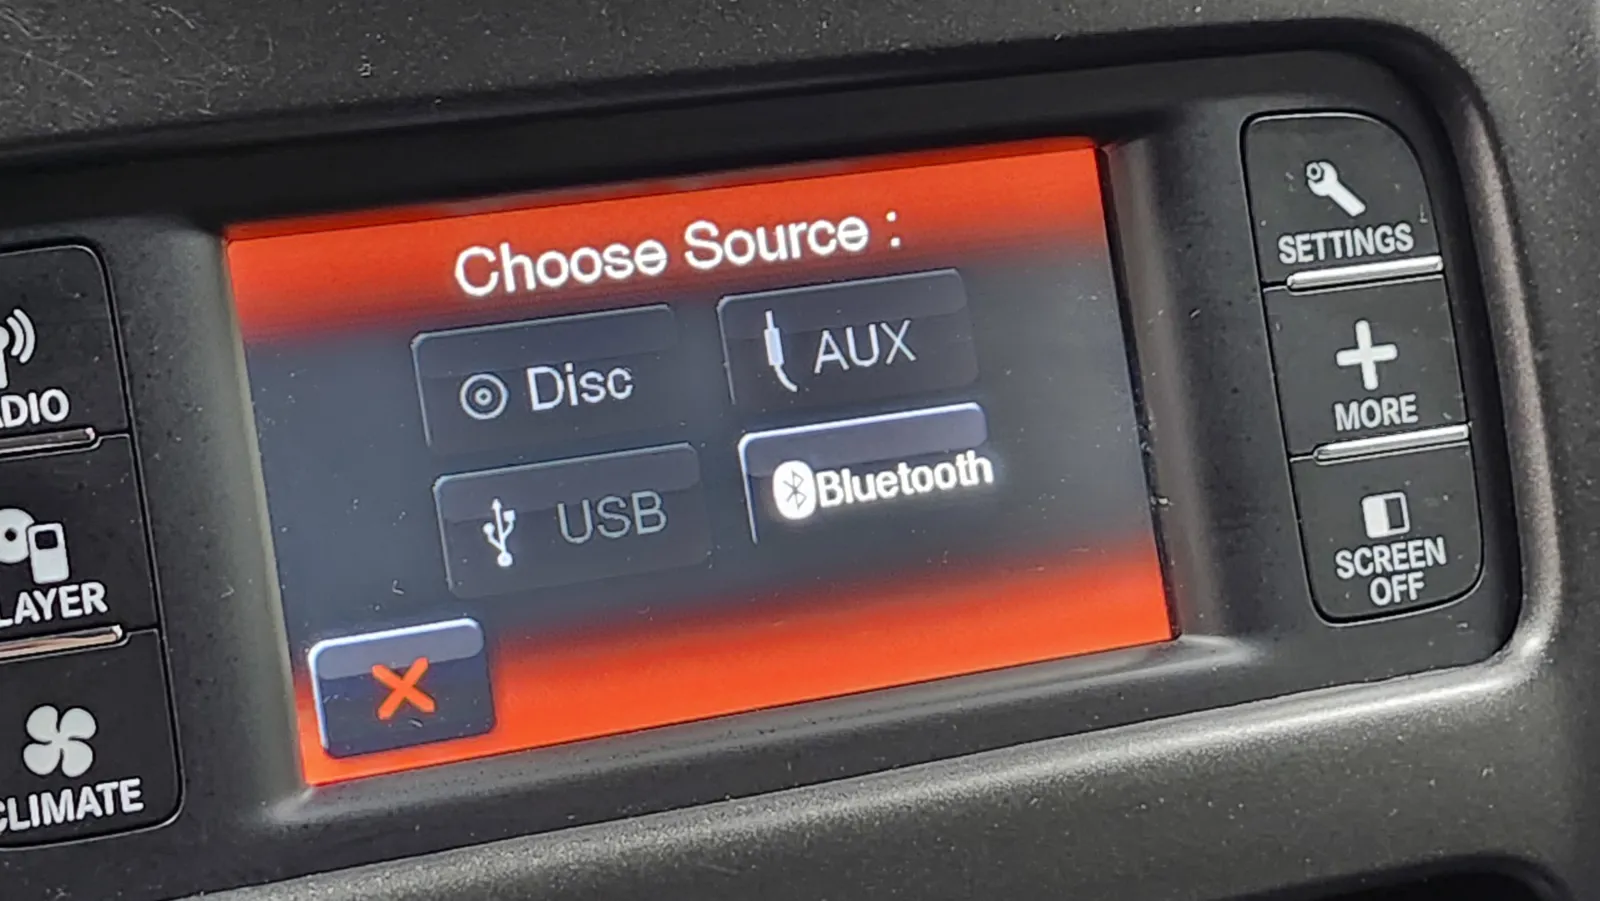 Choose Source :
Disc
AUX
USB
Bluetooth
DIO
LAYER
CLIMATE
SETTINGS
MORE
SCREEN
OFF